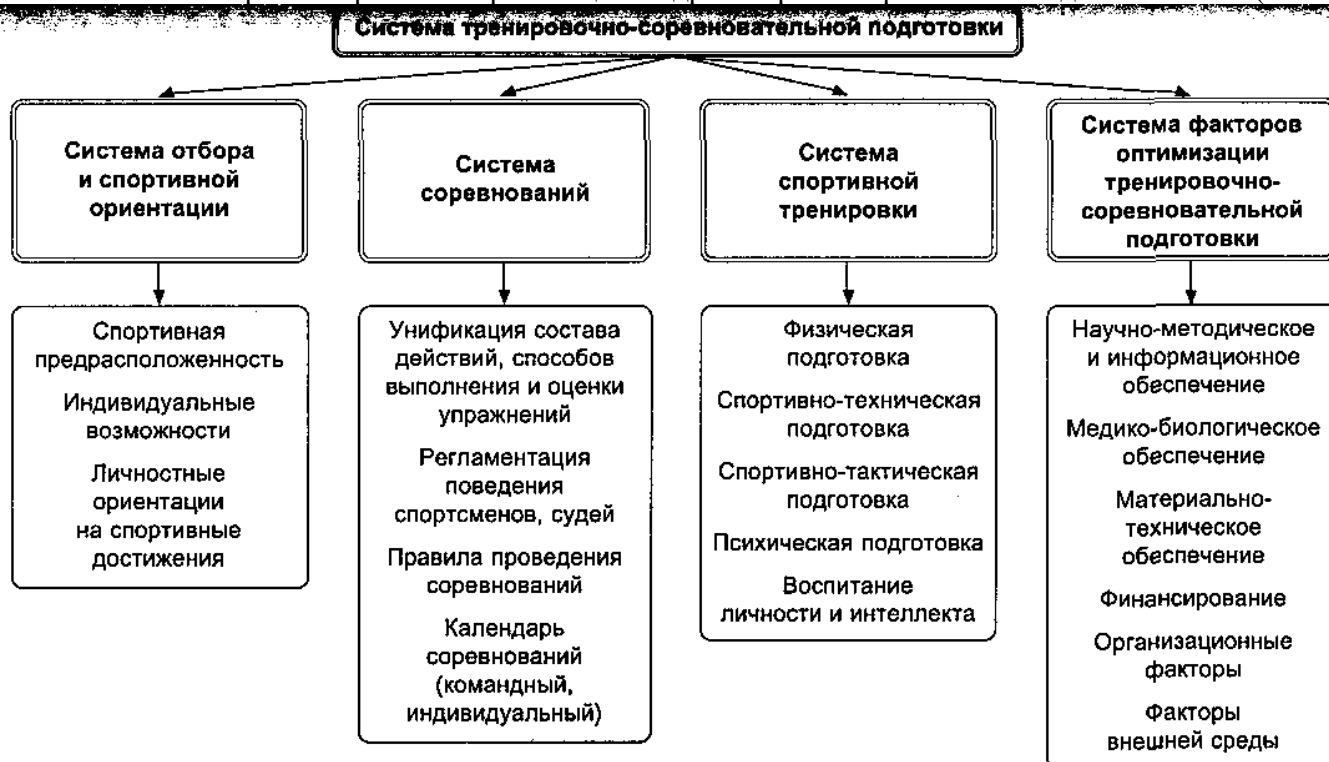 Система тренировочно-соревновательной подготовки
Система отбора
и спортивной
ориентации
Система
соревнований
Система
спортивной
тренировки
Система факторов
оптимизации
тренировочно-
соревновательной
подготовки
Спортивная
предрасположенность
Индивидуальные
возможности
Личностные
ориентации
на спортивные
достижения
Унификация состава
действий, способов
выполнения и оценки
упражнений
Регламентация
поведения
спортсменов, судей
Правила проведения
соревнований
Календарь
соревнований
(командный,
индивидуальный)
Физическая
подготовка
Спортивно-техническая
подготовка
Спортивно-тактическая
подготовка
Психическая подготовка
Воспитание
личности и интеллекта
Научно-методическое
и информационное
обеспечение
Медико-биологическое
обеспечение
Материально-
техническое
обеспечение
Финансирование
Организационные
факторы
Факторы
внешней среды